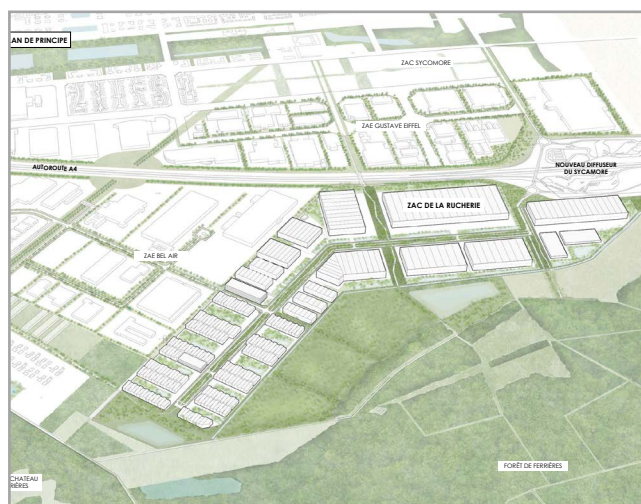 AN DE PRINCIPE
ZAC SYCOMORE
ZAE GUSTAVE EIFFEL
AUTOROUTE A4
NOUVEAU DIFFUSEUR
DU SYCAMORE
ZAC DE LA RUCHERIE
ZAE BEL AIR
FORÊT DE FERRIÈRES
CHATEAU
RIÈRES